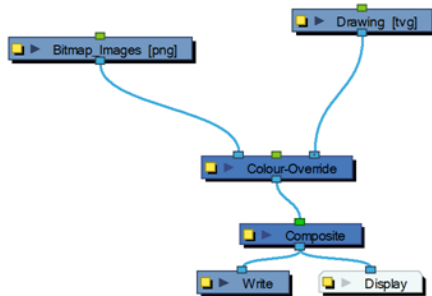 Drawing [tvg]
Bitmap_Images [png]
Colour-Override
Composite
Write
Display